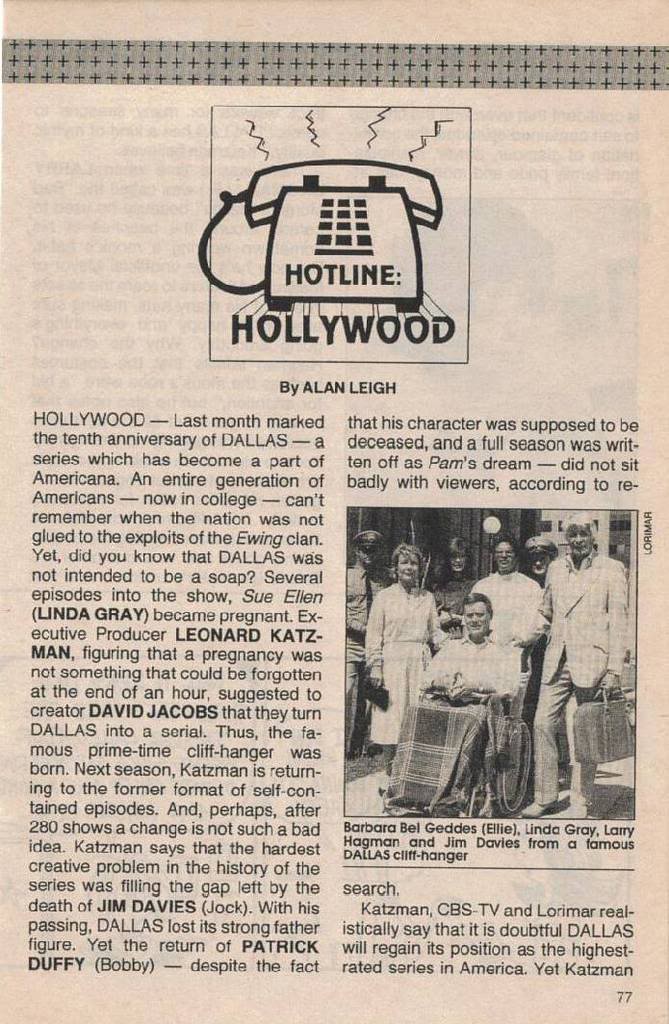 HOTLINE:
HOLLYWOOD
By ALAN LEIGH
HOLLYWOOD — Last month marked
the tenth anniversary of DALLAS — a
series which has become a part of
Americana. An entire generation of
Americans — now in college — can't
remember when the nation was not
glued to the exploits of the Ewing clan.
Yet, did you know that DALLAS was
not intended to be a soap? Several
episodes into the show, Sue Ellen
(LINDA GRAY) became pregnant. Ex-
ecutive Producer LEONARD KATZ-
MAN, figuring that a pregnancy was
not something that could be forgotten
at the end of an hour, suggested to
creator DAVID JACOBS that they turn
DALLAS into a serial. Thus, the fa-
mous prime-time cliff-hanger was
born. Next season, Katzman is return-
ing to the former format of self-con-
tained episodes. And, perhaps, after
280 shows a change is not such a bad
idea. Katzman says that the hardest
creative problem in the history of the
series was filling the gap left by the
death of JIM DAVIES (Jock). With his
passing, DALLAS lost its strong father
figure. Yet the return of PATRICK
DUFFY (Bobby) — despite the fact
that his character was supposed to be
deceased, and a full season was writ-
ten off as Pam's dream — did not sit
badly with viewers, according to re-
LORIMAR
Barbara Bel Geddes (Ellie), Linda Gray, Larry
Hagman and Jim Davies from a famous
DALLAS cliff-hanger
search.
Katzman, CBS-TV and Lorimar real-
istically say that it is doubtful DALLAS
will regain its position as the highest-
rated series in America. Yet Katzman
77